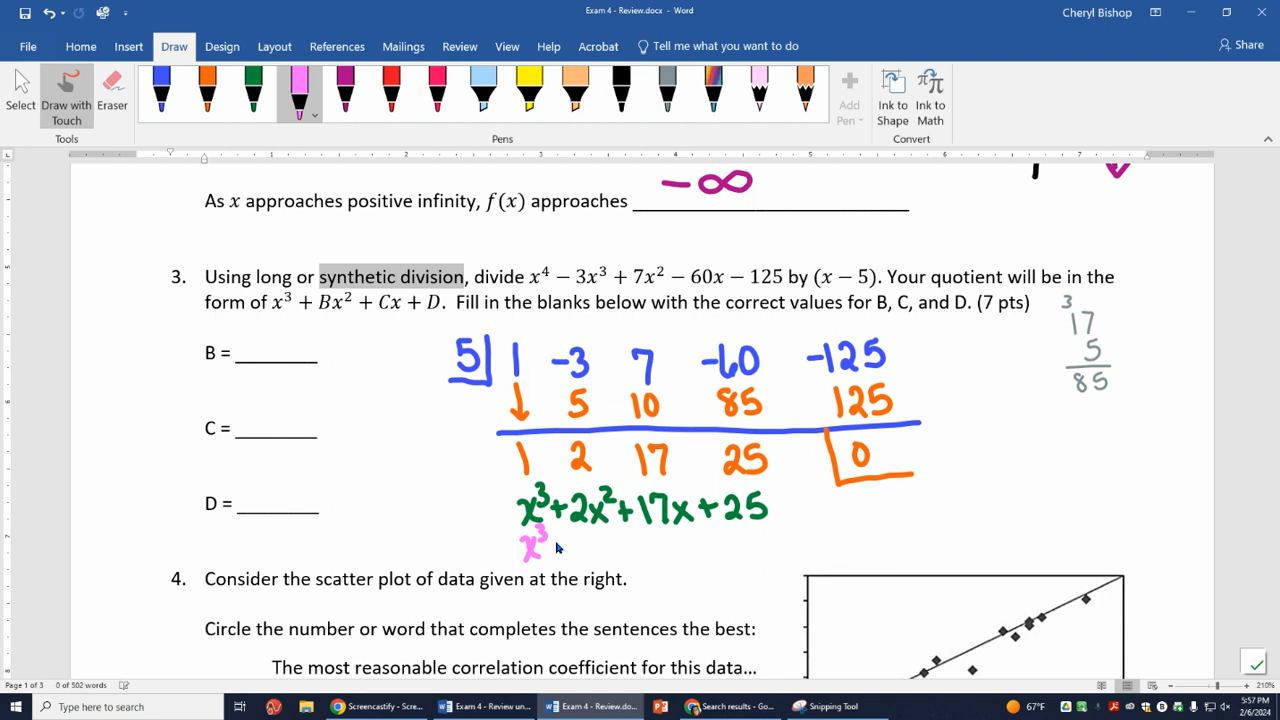 Exam 4 - Review.docx - Word
Cheryl Bishop
File Home Insert Draw Design Layout References Mailings Review View Help Acrobat Tell me what you want to do
Share
Select Draw with Touch Eraser
Add Pen
Ink to Shape Ink to Math
Tools Pens Convert
1 2 3 4 5 6 7
-∞
As x approaches positive infinity, f(x) approaches ____________
3. Using long or synthetic division, divide x⁴ − 3x³ + 7x² − 60x − 125 by (x − 5). Your quotient will be in the
form of x³ + Bx² + Cx + D. Fill in the blanks below with the correct values for B, C, and D. (7 pts)
3
17
5
85
B = ________
5 1 -3 7 -60 -125
5 10 85 125
C = ________
1 2 17 25 0
D = ________
x³+2x²+17x+25
x³
4. Consider the scatter plot of data given at the right.
Circle the number or word that completes the sentences the best:
The most reasonable correlation coefficient for this data...
Page 1 of 3 0 of 502 words
210%
Type here to search
Screencastify - Scre...
Exam 4 - Review un...
Exam 4 - Review.do...
Search results - Go...
Snipping Tool
67°F
5:57 PM
2/6/2024